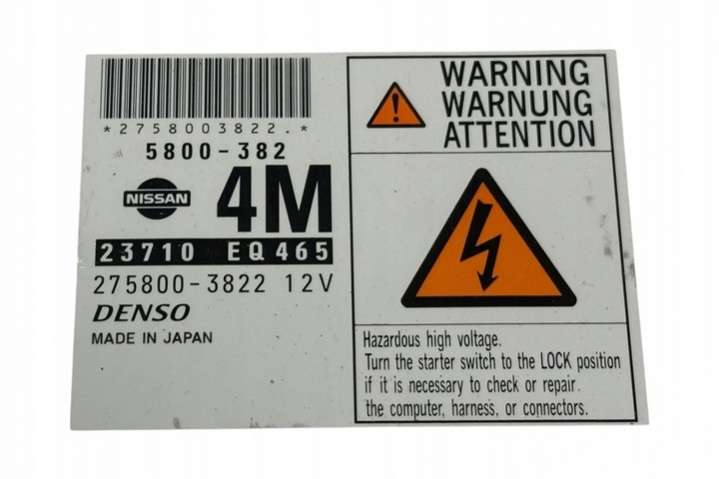 *2758003822.*
5800-382
NISSAN
4M
23710 EQ465
275800-3822 12V
DENSO
MADE IN JAPAN
WARNING
WARNUNG
ATTENTION
Hazardous high voltage.
Turn the starter switch to the LOCK position
if it is necessary to check or repair.
the computer, harness, or connectors.